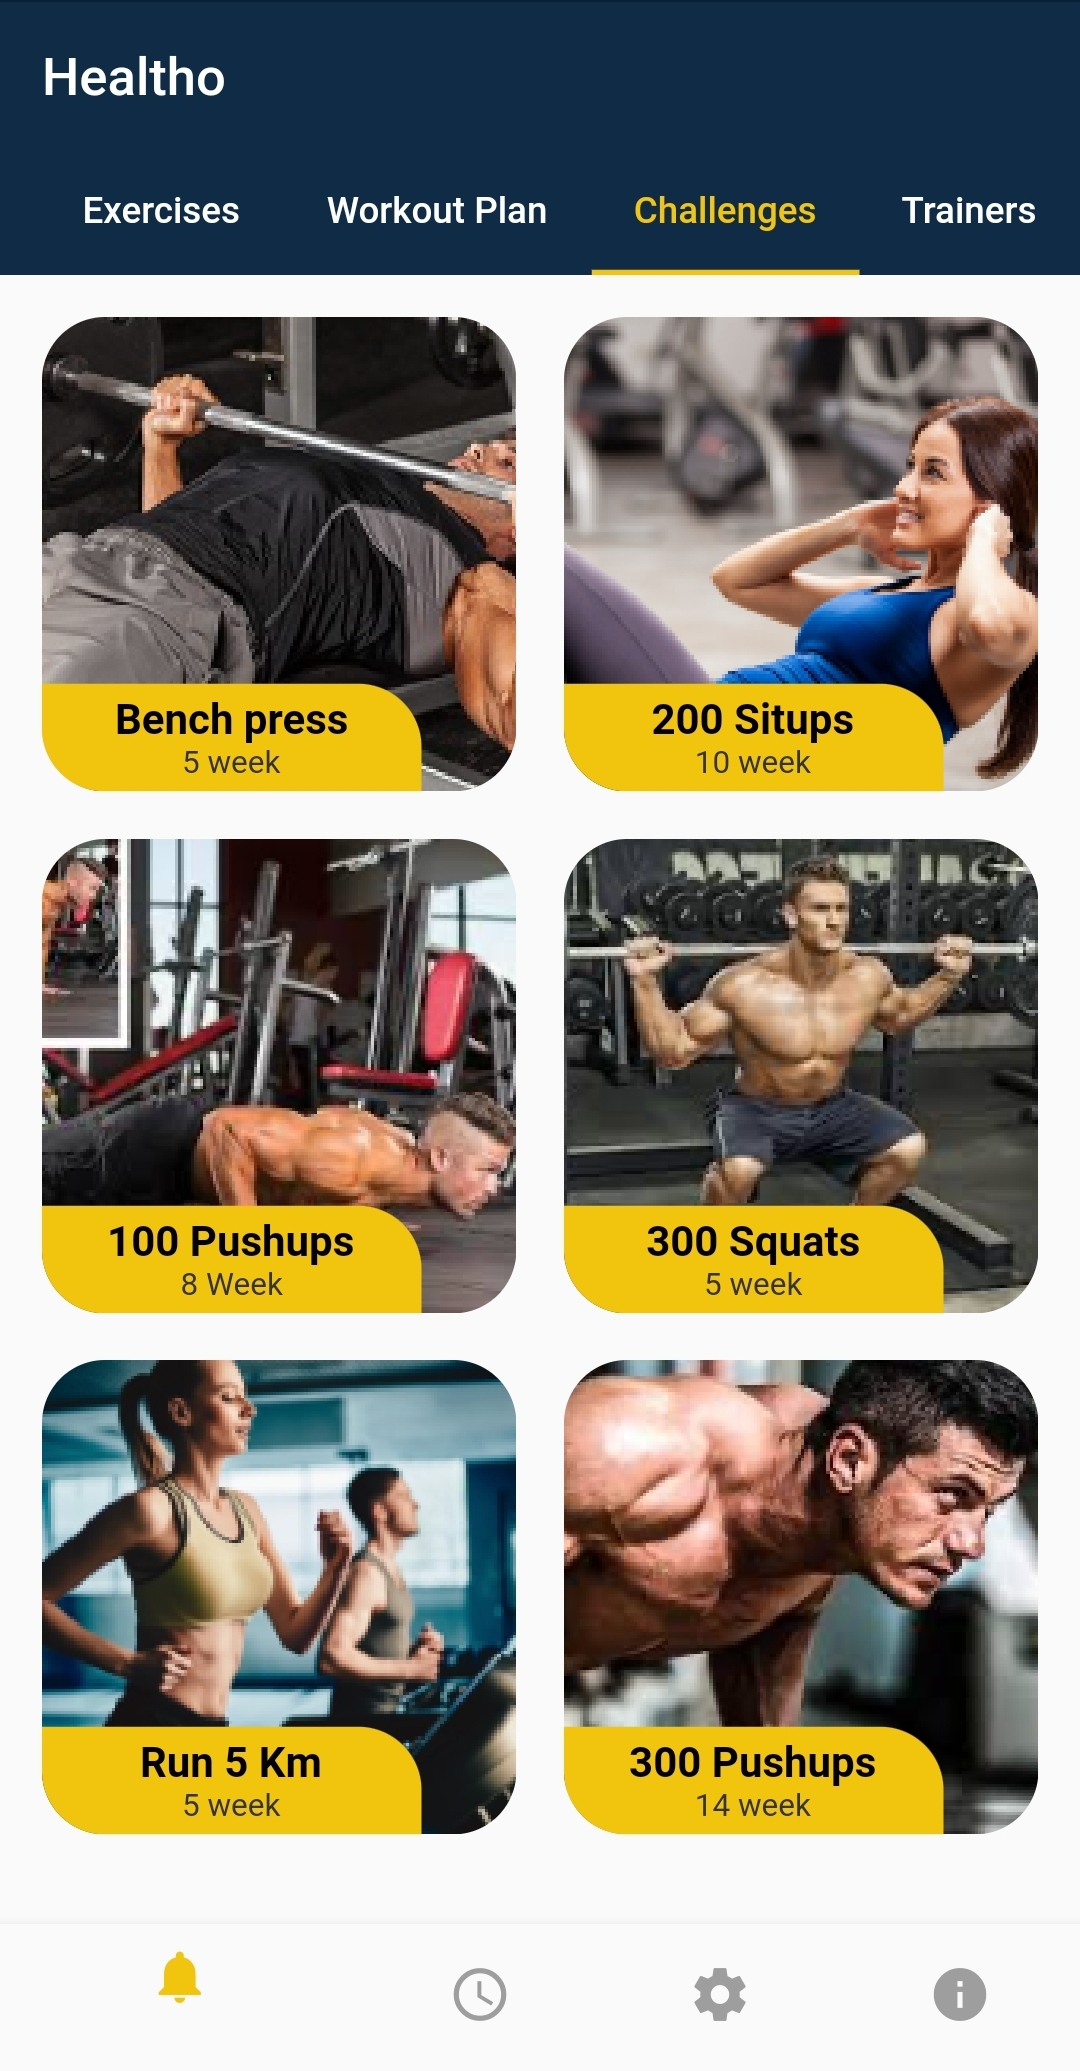 Healtho
Exercises Workout Plan Challenges Trainers
Bench press
5 week
200 Situps
10 week
100 Pushups
8 Week
300 Squats
5 week
Run 5 Km
5 week
300 Pushups
14 week